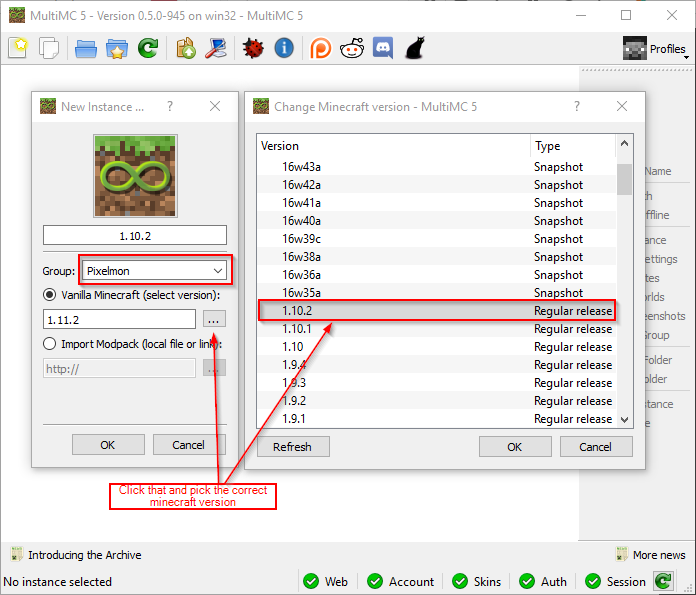 MultiMC 5 - Version 0.5.0-945 on win32 - MultiMC 5
Profiles
New Instance ... ?
Change Minecraft version - MultiMC 5 ?
1.10.2
Group: Pixelmon
Vanilla Minecraft (select version):
1.11.2 ...
Import Modpack (local file or link):
http:// ...
OK Cancel
Version Type
16w43a Snapshot
16w42a Snapshot
16w41a Snapshot
16w40a Snapshot
16w39c Snapshot
16w38a Snapshot
16w36a Snapshot
16w35a Snapshot
1.10.2 Regular release
1.10.1 Regular release
1.10 Regular release
1.9.4 Regular release
1.9.3 Regular release
1.9.2 Regular release
1.9.1 Regular release
Refresh OK Cancel
Name
ffline
ance
ettings
tes
orlds
eenshots
Group
Folder
older
stance
Click that and pick the correct
minecraft version
Introducing the Archive
More news
No instance selected
Web Account Skins Auth Session